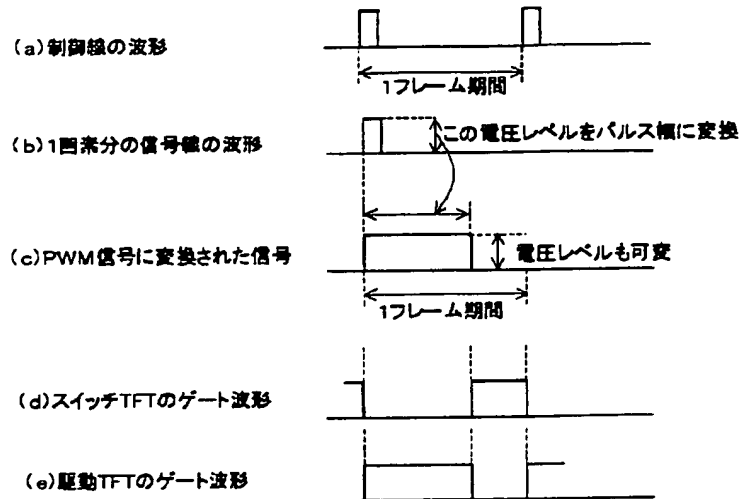 (a)制御線の波形
1フレーム期間
(b)1画素分の信号線の波形
この電圧レベルをパルス幅に変換
(c)PWM信号に変換された信号
電圧レベルも可変
1フレーム期間
(d)スイッチTFTのゲート波形
(e)駆動TFTのゲート波形